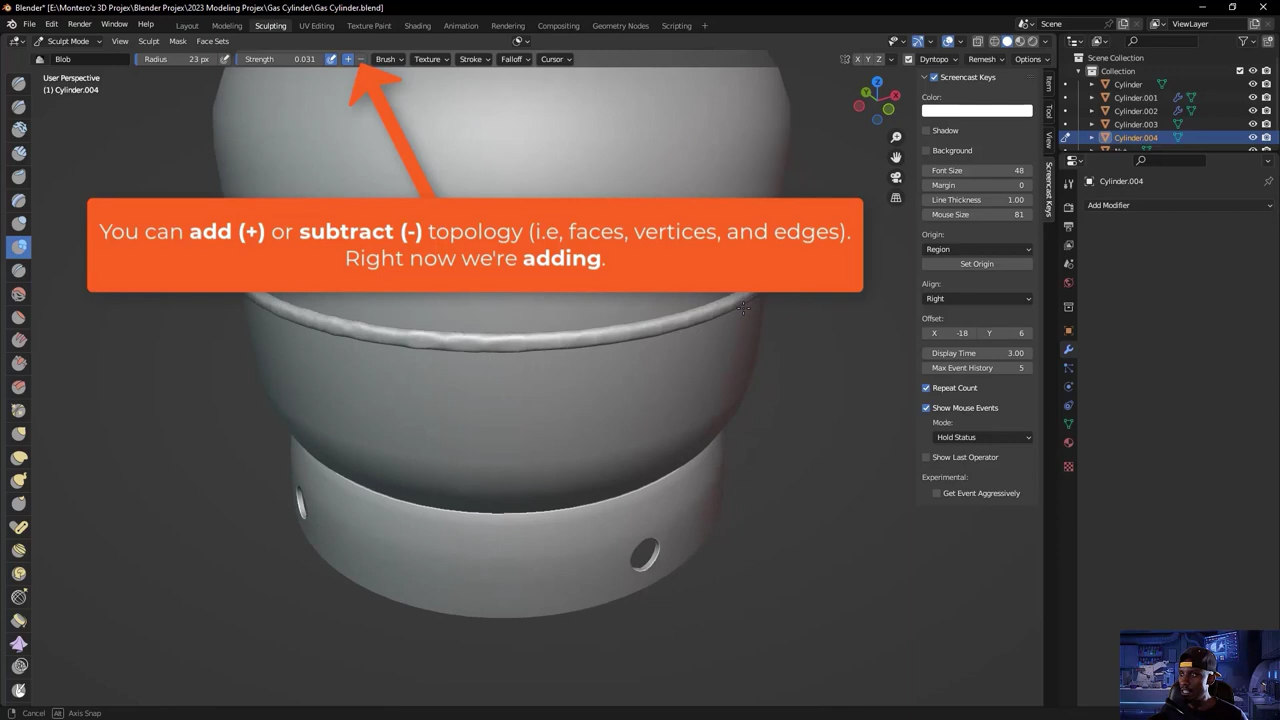 Blender* [E:\Montero'z 3D Projex\Blender Projex\2023 Modeling Projex\Gas Cylinder\Gas Cylinder.blend]
File Edit Render Window Help Layout Modeling Sculpting UV Editing Texture Paint Shading Animation Rendering Compositing Geometry Nodes Scripting + Scene ViewLayer
Sculpt Mode View Sculpt Mask Face Sets
Blob Radius 23 px Strength 0.031 + − Brush Texture Stroke Falloff Cursor X Y Z Dyntopo Remesh Options
User Perspective
(1) Cylinder.004
You can add (+) or subtract (-) topology (i.e, faces, vertices, and edges).
Right now we're adding.
Z
X
Y
Screencast Keys
Color:
Shadow
Background
Font Size 48
Margin 0
Line Thickness 1.00
Mouse Size 81
Origin:
Region
Set Origin
Align:
Right
Offset:
X -18 Y 6
Display Time 3.00
Max Event History 5
Repeat Count
Show Mouse Events
Mode:
Hold Status
Show Last Operator
Experimental:
Get Event Aggressively
Item
Tool
View
Screencast Keys
Scene Collection
Collection
Cylinder
Cylinder.001
Cylinder.002
Cylinder.003
Cylinder.004
Cylinder.004
Add Modifier
Cancel Alt Axis Snap